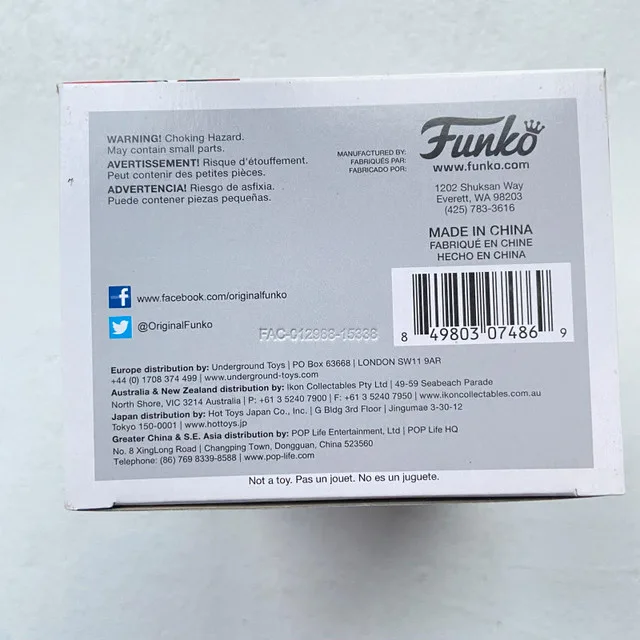 WARNING! Choking Hazard.
May contain small parts.
AVERTISSEMENT! Risque d'étouffement.
Peut contenir des petites pièces.
ADVERTENCIA! Riesgo de asfixia.
Puede contener piezas pequeñas.
MANUFACTURED BY:
FABRIQUÉS PAR:
FABRICADO POR:
Funko
www.funko.com
1202 Shuksan Way
Everett, WA 98203
(425) 783-3616
MADE IN CHINA
FABRIQUÉ EN CHINE
HECHO EN CHINA
f www.facebook.com/originalfunko
@OriginalFunko
FAC-012968-15336
8 49803 07486 9
Europe distribution by: Underground Toys | PO Box 63668 | LONDON SW11 9AR
+44 (0) 1708 374 499 | www.underground-toys.com
Australia & New Zealand distribution by: Ikon Collectables Pty Ltd | 49-59 Seabeach Parade
North Shore, VIC 3214 Australia | P: +61 3 5240 7900 | F: +61 3 5240 7950 | www.ikoncollectables.com.au
Japan distribution by: Hot Toys Japan Co., Inc. | G Bldg 3rd Floor | Jingumae 3-30-12
Tokyo 150-0001 | www.hottoys.jp
Greater China & S.E. Asia distribution by: POP Life Entertainment, Ltd | POP Life HQ
No. 8 XingLong Road | Changping Town, Dongguan, China 523560
Telephone: (86) 769 8339-8588 | www.pop-life.com
Not a toy. Pas un jouet. No es un juguete.